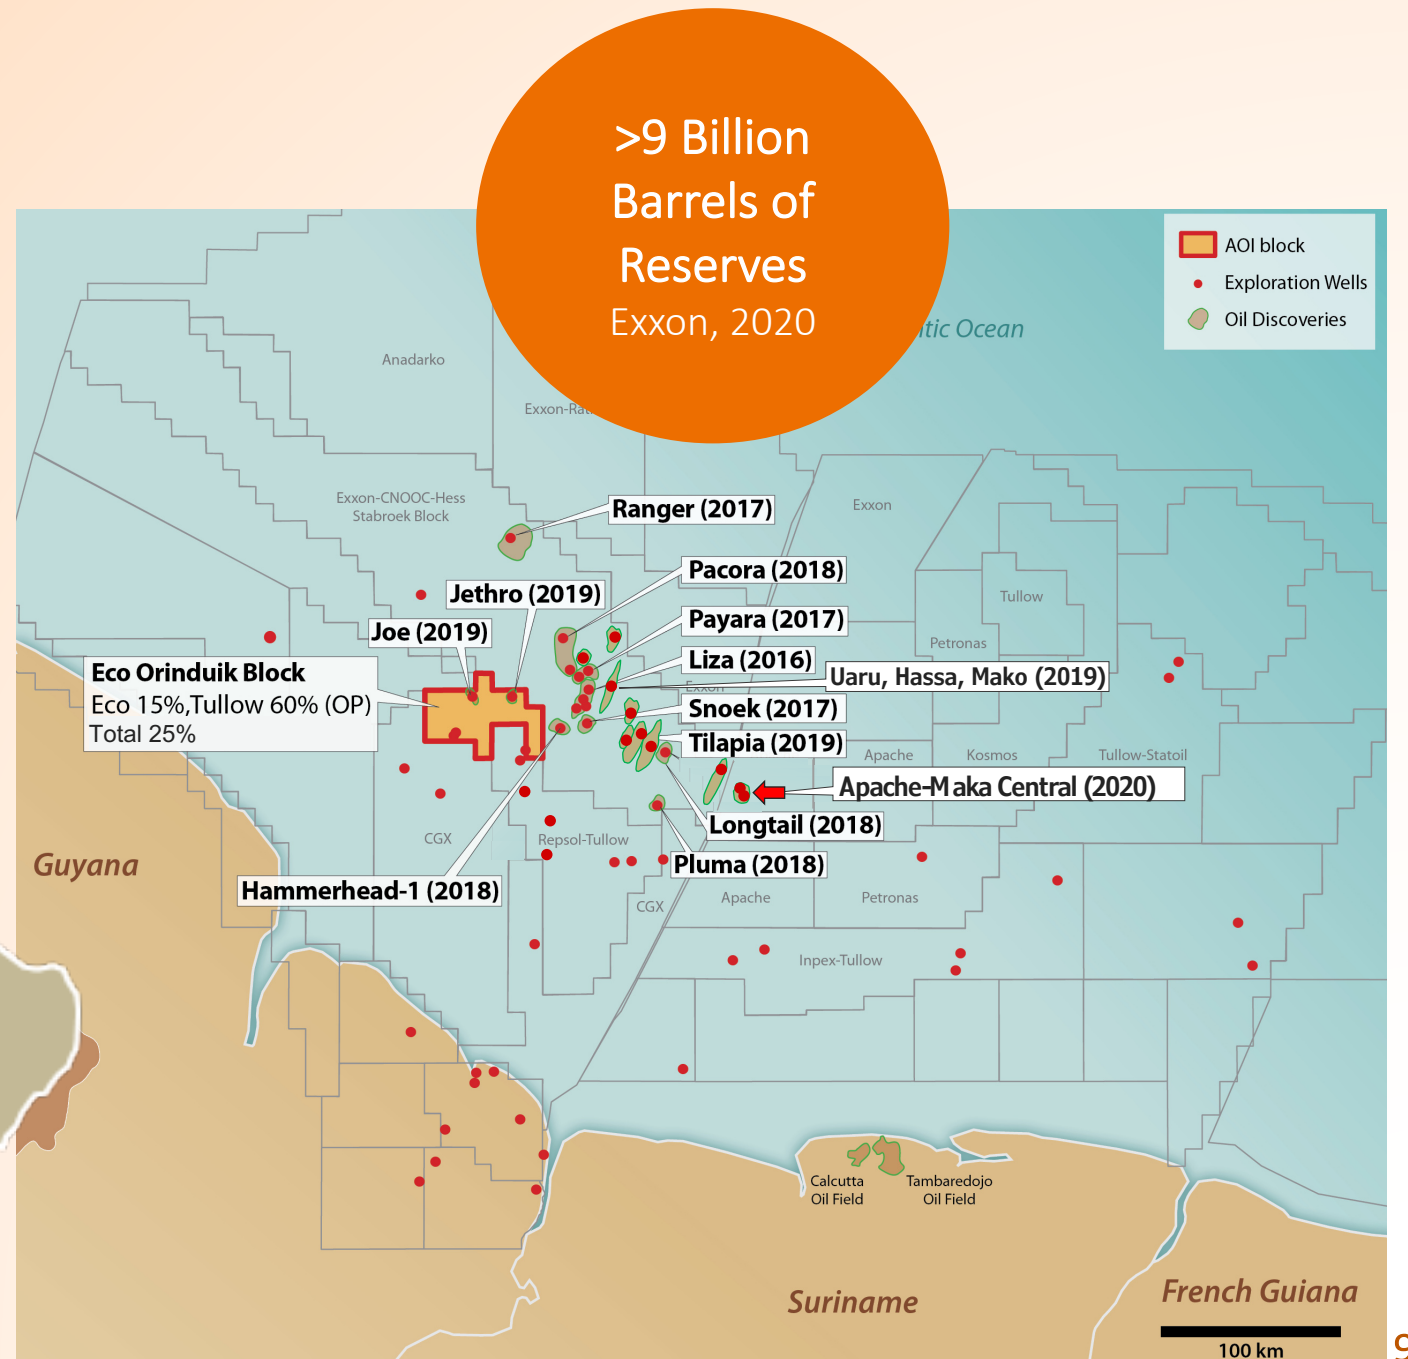 >9 Billion
Barrels of
Reserves
Exxon, 2020
AOI block
Exploration Wells
Oil Discoveries
Ocean
Anadarko
Exxon-CNOOC-Hess
Stabroek Block
Exxon
Ranger (2017)
Pacora (2018)
Jethro (2019)
Tullow
Payara (2017)
Joe (2019)
Petronas
Liza (2016)
Eco Orinduik Block
Eco 15%,Tullow 60% (OP)
Total 25%
Uaru, Hassa, Mako (2019)
Exxon
Snoek (2017)
Tilapia (2019)
Apache
Kosmos
Tullow-Statoil
Apache-Maka Central (2020)
Longtail (2018)
CGX
Repsol-Tullow
Guyana
Pluma (2018)
Hammerhead-1 (2018)
CGX
Apache
Petronas
Inpex-Tullow
Calcutta
Oil Field
Tambaredojo
Oil Field
Suriname
French Guiana
100 km